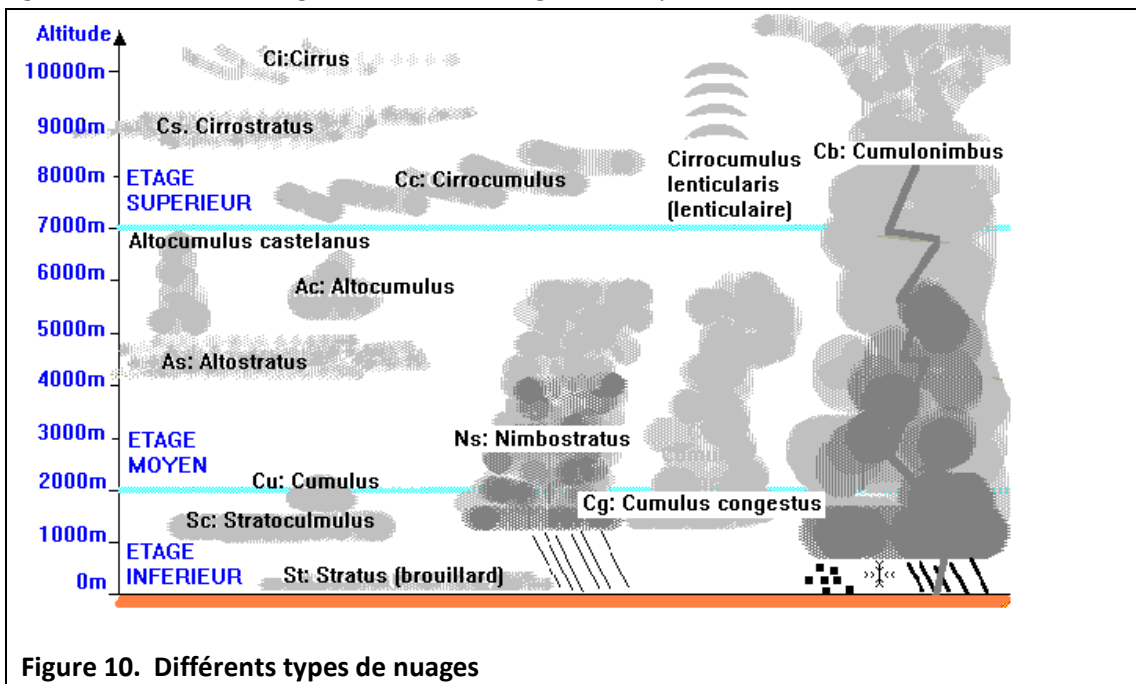 Altitude
Ci:Cirrus
10000m
9000m
Cs. Cirrostratus
Cb: Cumulonimbus
Cirrocumulus
lenticularis
(lenticulaire)
8000m
ETAGE
SUPERIEUR
Cc: Cirrocumulus
7000m
Altocumulus castelanus
6000m
Ac: Altocumulus
5000m
As: Altostratus
4000m
3000m
ETAGE
MOYEN
Ns: Nimbostratus
Cu: Cumulus
2000m
Cg: Cumulus congestus
Sc: Stratoculmulus
1000m
ETAGE
INFERIEUR
St: Stratus (brouillard)
0m
Figure 10. Différents types de nuages